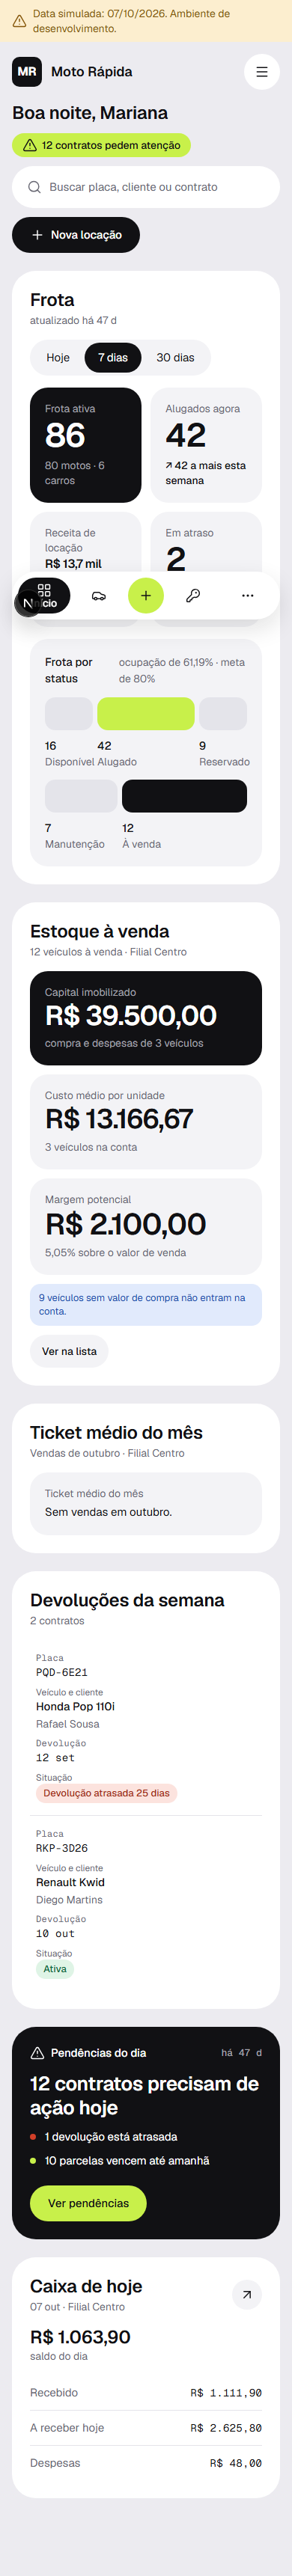 Data simulada: 07/10/2026. Ambiente de
desenvolvimento.
MR
Moto Rápida
Boa noite, Mariana
12 contratos pedem atenção
Buscar placa, cliente ou contrato
Nova locação
Frota
atualizado há 47 d
Hoje
7 dias
30 dias
Frota ativa
86
80 motos · 6
carros
Alugados agora
42
↗ 42 a mais esta
semana
Receita de
locação
R$ 13,7 mil
Em atraso
2
N
Início
Frota por
status
ocupação de 61,19% · meta
de 80%
16
Disponível
42
Alugado
9
Reservado
7
Manutenção
12
À venda
Estoque à venda
12 veículos à venda · Filial Centro
Capital imobilizado
R$ 39.500,00
compra e despesas de 3 veículos
Custo médio por unidade
R$ 13.166,67
3 veículos na conta
Margem potencial
R$ 2.100,00
5,05% sobre o valor de venda
9 veículos sem valor de compra não entram na
conta.
Ver na lista
Ticket médio do mês
Vendas de outubro · Filial Centro
Ticket médio do mês
Sem vendas em outubro.
Devoluções da semana
2 contratos
Placa
PQD-6E21
Veículo e cliente
Honda Pop 110i
Rafael Sousa
Devolução
12 set
Situação
Devolução atrasada 25 dias
Placa
RKP-3D26
Veículo e cliente
Renault Kwid
Diego Martins
Devolução
10 out
Situação
Ativa
Pendências do dia
há 47 d
12 contratos precisam de
ação hoje
1 devolução está atrasada
10 parcelas vencem até amanhã
Ver pendências
Caixa de hoje
07 out · Filial Centro
R$ 1.063,90
saldo do dia
Recebido
R$ 1.111,90
A receber hoje
R$ 2.625,80
Despesas
R$ 48,00